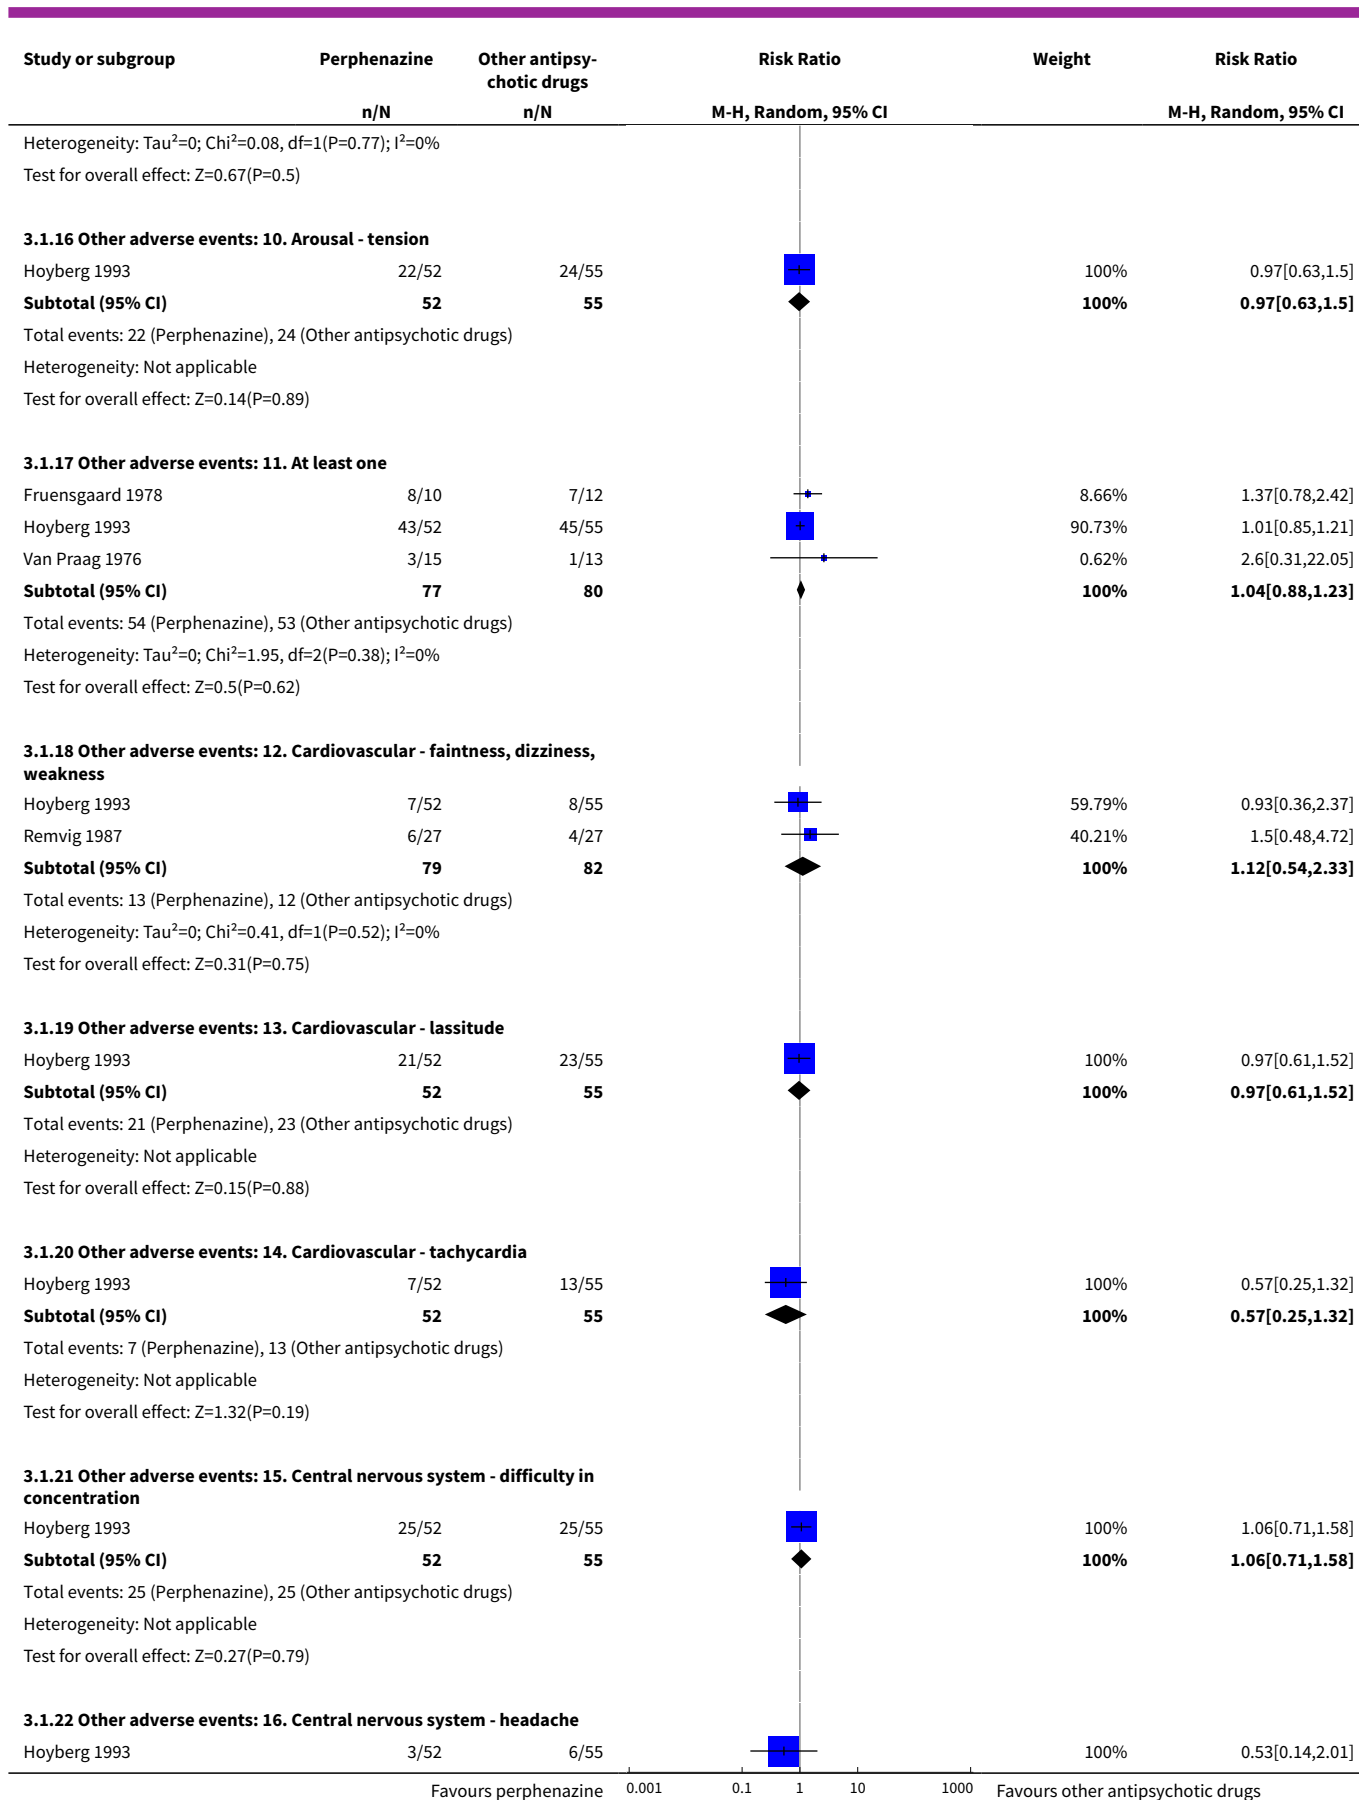 Study or subgroup Perphenazine Other antipsy- Risk Ratio Weight Risk Ratio
chotic drugs
n/N n/N M-H, Random, 95% CI M-H, Random, 95% CI
Heterogeneity: Tau²=0; Chi²=0.08, df=1(P=0.77); I²=0%
Test for overall effect: Z=0.67(P=0.5)
3.1.16 Other adverse events: 10. Arousal - tension
Hoyberg 1993 22/52 24/55 100% 0.97[0.63,1.5]
Subtotal (95% CI) 52 55 100% 0.97[0.63,1.5]
Total events: 22 (Perphenazine), 24 (Other antipsychotic drugs)
Heterogeneity: Not applicable
Test for overall effect: Z=0.14(P=0.89)
3.1.17 Other adverse events: 11. At least one
Fruensgaard 1978 8/10 7/12 8.66% 1.37[0.78,2.42]
Hoyberg 1993 43/52 45/55 90.73% 1.01[0.85,1.21]
Van Praag 1976 3/15 1/13 0.62% 2.6[0.31,22.05]
Subtotal (95% CI) 77 80 100% 1.04[0.88,1.23]
Total events: 54 (Perphenazine), 53 (Other antipsychotic drugs)
Heterogeneity: Tau²=0; Chi²=1.95, df=2(P=0.38); I²=0%
Test for overall effect: Z=0.5(P=0.62)
3.1.18 Other adverse events: 12. Cardiovascular - faintness, dizziness,
weakness
Hoyberg 1993 7/52 8/55 59.79% 0.93[0.36,2.37]
Remvig 1987 6/27 4/27 40.21% 1.5[0.48,4.72]
Subtotal (95% CI) 79 82 100% 1.12[0.54,2.33]
Total events: 13 (Perphenazine), 12 (Other antipsychotic drugs)
Heterogeneity: Tau²=0; Chi²=0.41, df=1(P=0.52); I²=0%
Test for overall effect: Z=0.31(P=0.75)
3.1.19 Other adverse events: 13. Cardiovascular - lassitude
Hoyberg 1993 21/52 23/55 100% 0.97[0.61,1.52]
Subtotal (95% CI) 52 55 100% 0.97[0.61,1.52]
Total events: 21 (Perphenazine), 23 (Other antipsychotic drugs)
Heterogeneity: Not applicable
Test for overall effect: Z=0.15(P=0.88)
3.1.20 Other adverse events: 14. Cardiovascular - tachycardia
Hoyberg 1993 7/52 13/55 100% 0.57[0.25,1.32]
Subtotal (95% CI) 52 55 100% 0.57[0.25,1.32]
Total events: 7 (Perphenazine), 13 (Other antipsychotic drugs)
Heterogeneity: Not applicable
Test for overall effect: Z=1.32(P=0.19)
3.1.21 Other adverse events: 15. Central nervous system - difficulty in
concentration
Hoyberg 1993 25/52 25/55 100% 1.06[0.71,1.58]
Subtotal (95% CI) 52 55 100% 1.06[0.71,1.58]
Total events: 25 (Perphenazine), 25 (Other antipsychotic drugs)
Heterogeneity: Not applicable
Test for overall effect: Z=0.27(P=0.79)
3.1.22 Other adverse events: 16. Central nervous system - headache
Hoyberg 1993 3/52 6/55 100% 0.53[0.14,2.01]
Favours perphenazine 0.001 0.1 1 10 1000 Favours other antipsychotic drugs